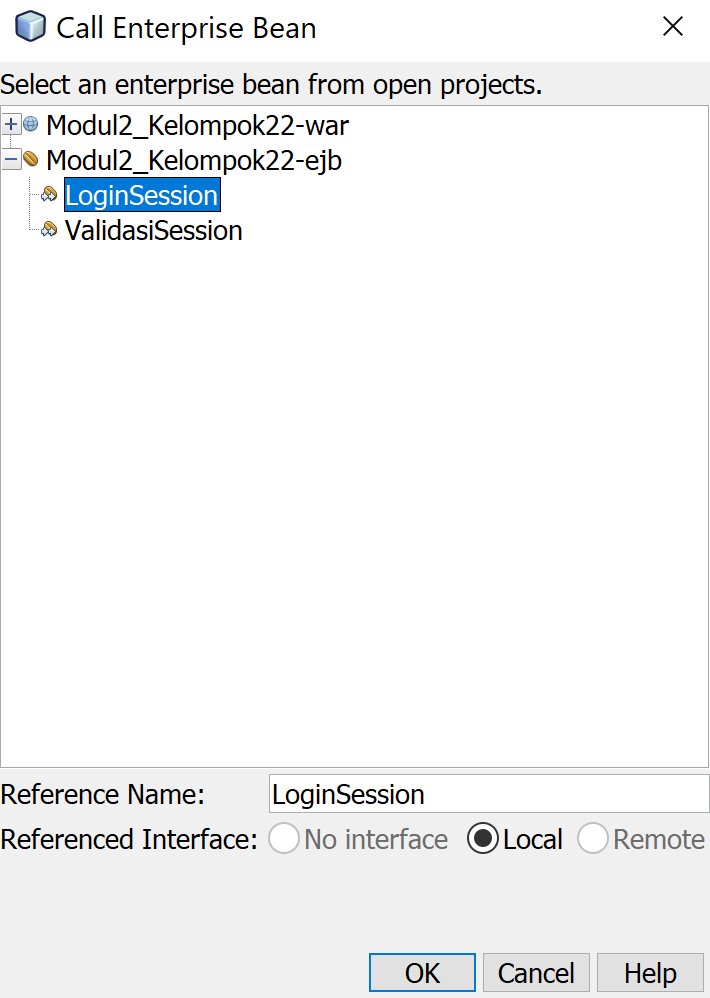 Call Enterprise Bean
Select an enterprise bean from open projects.
Modul2_Kelompok22-war
Modul2_Kelompok22-ejb
LoginSession
ValidasiSession
Reference Name: LoginSession
Referenced Interface: No interface Local Remote
OK Cancel Help